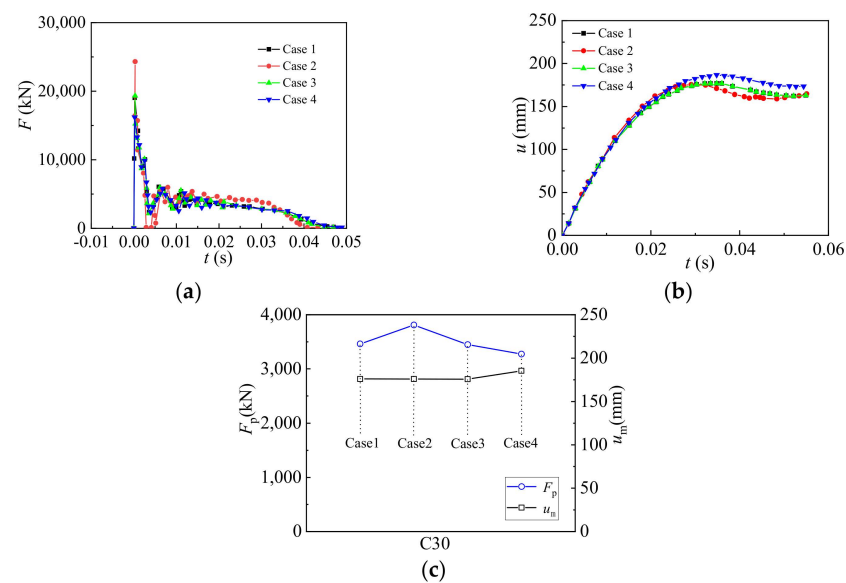 30,000
20,000
10,000
0
F (kN)
Case 1
Case 2
Case 3
Case 4
-0.01 0.00 0.01 0.02 0.03 0.04 0.05
t (s)
(a)
250
200
150
100
50
0
u (mm)
Case 1
Case 2
Case 3
Case 4
0.00 0.02 0.04 0.06
t (s)
(b)
4,000
3,000
2,000
1,000
0
Fp(kN)
250
200
150
100
50
0
um(mm)
Case1 Case2 Case3 Case4
Fp
um
C30
(c)